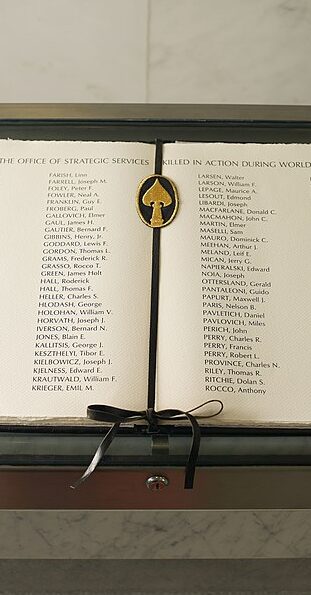 THE OFFICE OF STRATEGIC SERVICES
FARISH, Linn
FARRELL, Joseph M.
FOLEY, Peter F.
FOWLER, Neal A.
FRANKLIN, Guy E.
FROBERG, Paul
GALLOVICH, Elmer
GAUL, James H.
GAUTIER, Bernard F.
GIBBINS, Henry, Jr.
GODDARD, Lewis F.
GORDON, Thomas L.
GRAMS, Frederick R.
GRASSO, Rocco T.
GREEN, James Holt
HALL, Roderick
HALL, Thomas F.
HELLER, Charles S.
HLODASH, George
HOLOHAN, William V.
HORVATH, Joseph J.
IVERSON, Bernard N.
JONES, Blain E.
KALLITSIS, George J.
KESZTHELYI, Tibor E.
KIELBOWICZ, Joseph J.
KJELNESS, Edward E.
KRAUTWALD, William F.
KRIEGER, EMIL M.
KILLED IN ACTION DURING WORLD
LARSEN, Walter
LARSON, William F.
LEPAGE, Maurice A.
LESOUT, Edmond
LIBARDI, Joseph
MACFARLANE, Donald C.
MACMAHON, John C.
MARTIN, Elmer
MASELLI, Sam
MAURO, Dominick C.
MEEHAN, Arthur J.
MELAND, Leif E.
MICAN, Jerry G.
NAPIERALSKI, Edward
NOIA, Joseph
OTTERSLAND, Gerald
PANTALEONI, Guido
PAPURT, Maxwell J.
PARIS, Nelson B.
PAVLETICH, Daniel
PAVLOVICH, Miles
PERICH, John
PERRY, Charles R.
PERRY, Francis
PERRY, Robert L.
PROVINCE, Charles N.
RILEY, Thomas R.
RITCHIE, Dolan S.
ROCCO, Anthony